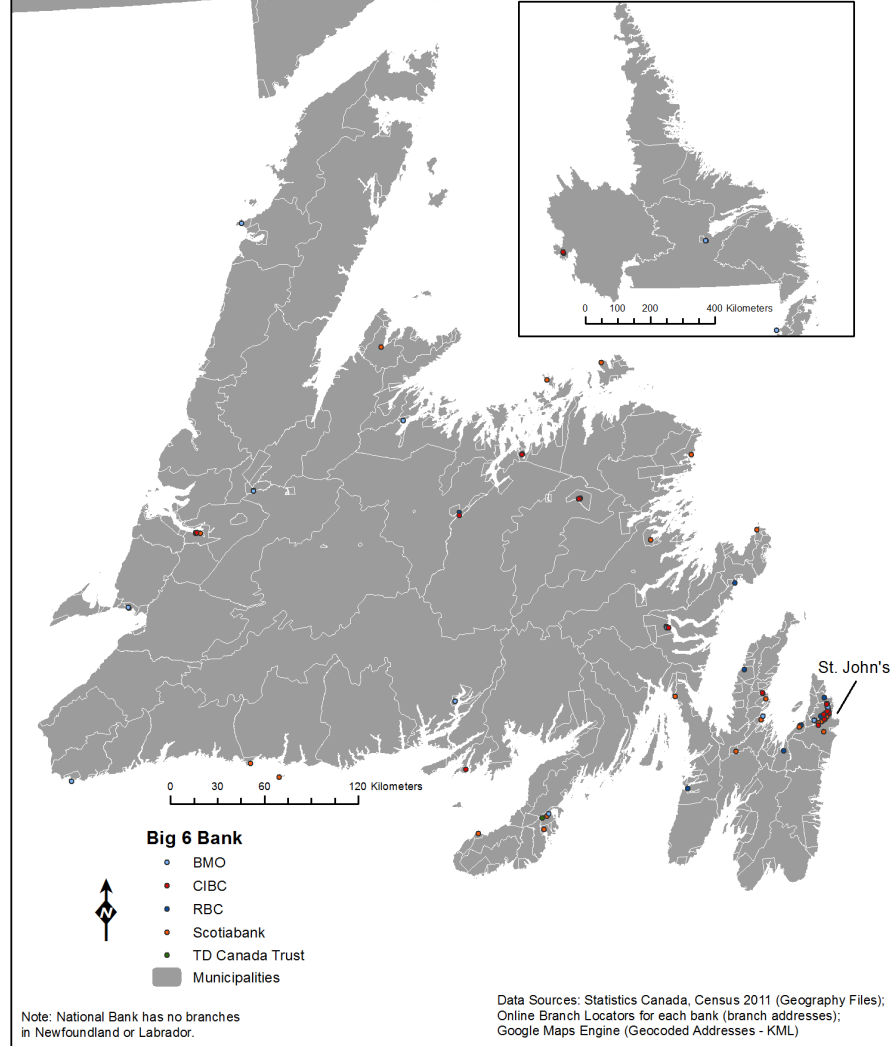 0 100 200 400 Kilometers
St. John's
0 30 60 120 Kilometers
Big 6 Bank
BMO
CIBC
RBC
Scotiabank
TD Canada Trust
Municipalities
N
Note: National Bank has no branches
in Newfoundland or Labrador.
Data Sources: Statistics Canada, Census 2011 (Geography Files);
Online Branch Locators for each bank (branch addresses);
Google Maps Engine (Geocoded Addresses - KML)